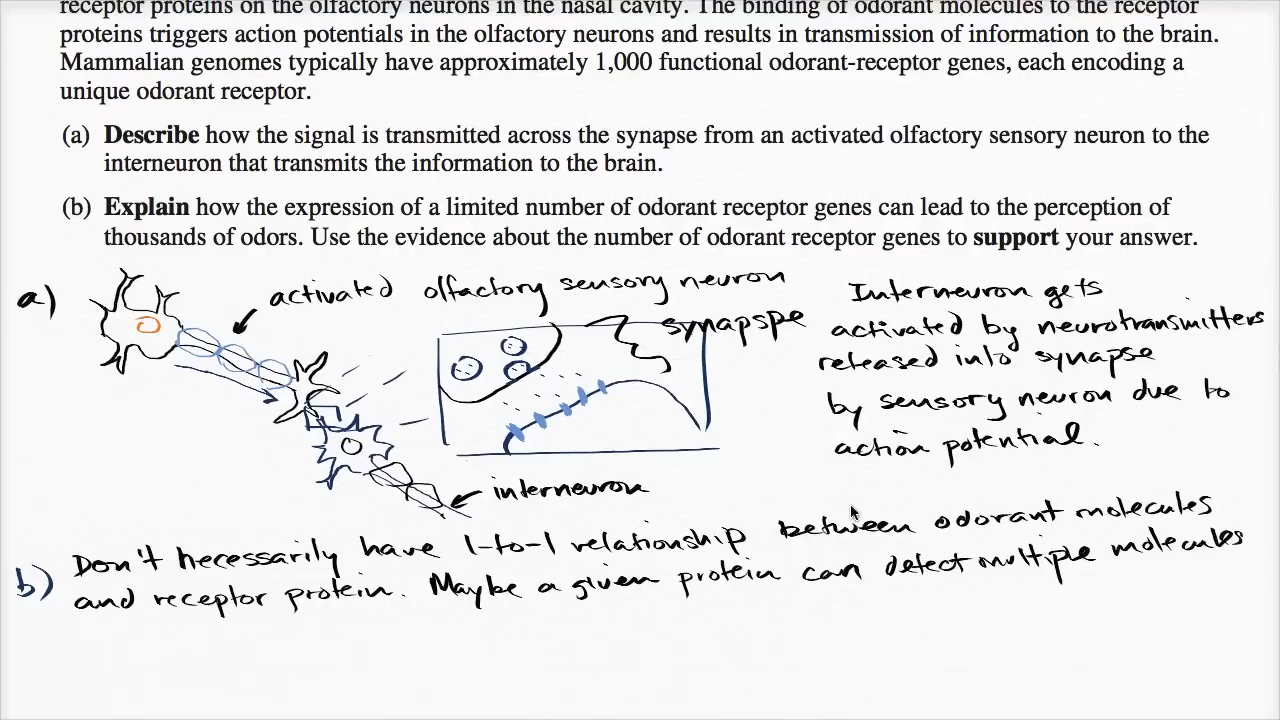 receptor proteins on the olfactory neurons in the nasal cavity. The binding of odorant molecules to the receptor
proteins triggers action potentials in the olfactory neurons and results in transmission of information to the brain.
Mammalian genomes typically have approximately 1,000 functional odorant-receptor genes, each encoding a
unique odorant receptor.
(a) Describe how the signal is transmitted across the synapse from an activated olfactory sensory neuron to the
interneuron that transmits the information to the brain.
(b) Explain how the expression of a limited number of odorant receptor genes can lead to the perception of
thousands of odors. Use the evidence about the number of odorant receptor genes to support your answer.
a)
activated olfactory sensory neuron
synapspe
Interneuron gets
activated by neurotransmitters
released into synapse
by sensory neuron due to
action potential.
interneuron
b)
Don't necessarily have 1-to-1 relationship between odorant molecules
and receptor protein. Maybe a given protein can detect multiple molecules